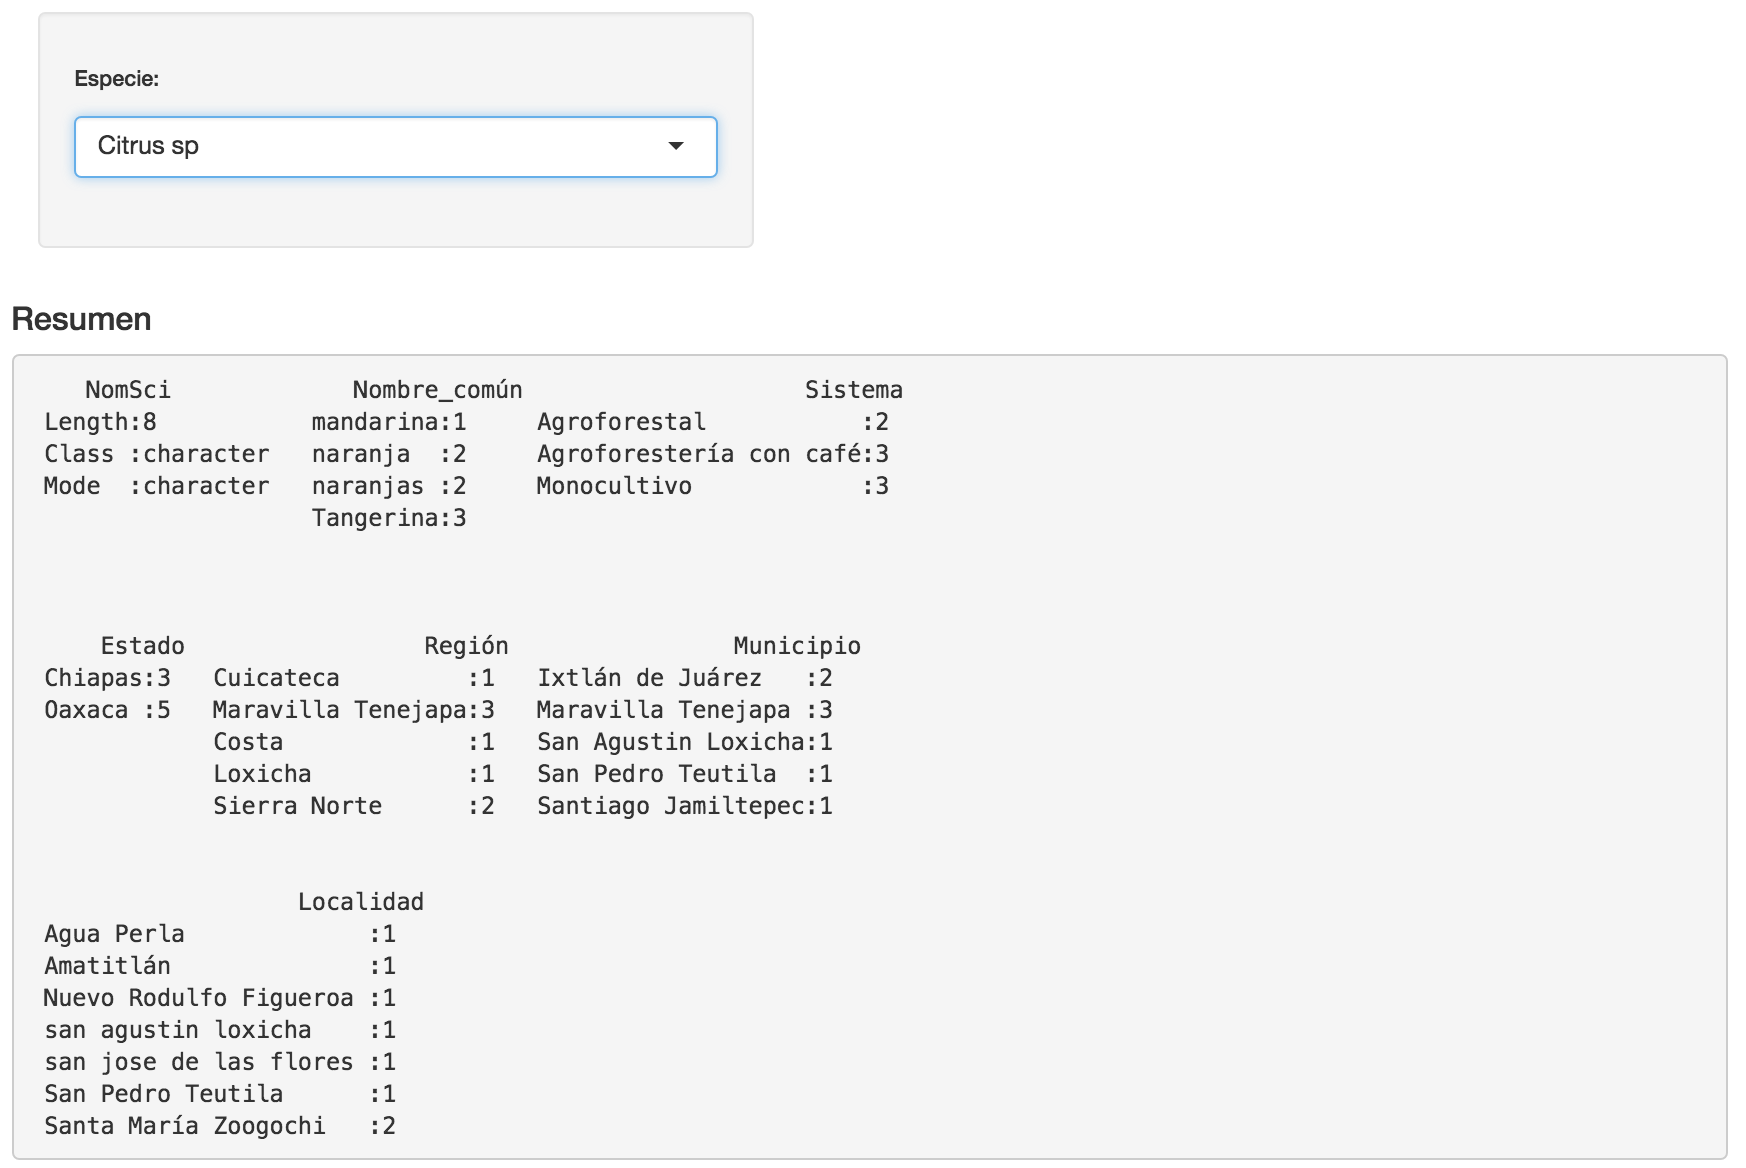 Especie:
Citrus sp
Resumen
NomSci Nombre_común Sistema
Length:8 mandarina:1 Agroforestal :2
Class :character naranja :2 Agroforestería con café:3
Mode :character naranjas :2 Monocultivo :3
Tangerina:3
Estado Región Municipio
Chiapas:3 Cuicateca :1 Ixtlán de Juárez :2
Oaxaca :5 Maravilla Tenejapa:3 Maravilla Tenejapa :3
Costa :1 San Agustin Loxicha:1
Loxicha :1 San Pedro Teutila :1
Sierra Norte :2 Santiago Jamiltepec:1
Localidad
Agua Perla :1
Amatitlán :1
Nuevo Rodulfo Figueroa :1
san agustin loxicha :1
san jose de las flores :1
San Pedro Teutila :1
Santa María Zoogochi :2